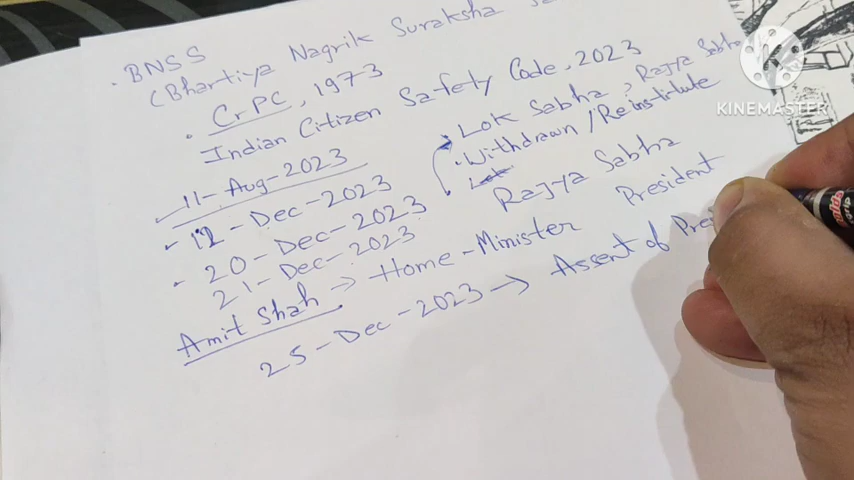 · BNSS
(Bhartiya Nagrik Suraksha
· CrPC, 1973
Indian Citizen Safety Code, 2023
- 11-Aug-2023 Lok Sabha, Rajya Sabha
- 12-Dec-2023 · Withdrawn / Reinstitute
- 20-Dec-2023 Rajya Sabha
21-Dec-2023 President
Amit Shah → Home-Minister
25-Dec-2023 → Assent of Pres
KINEMASTER